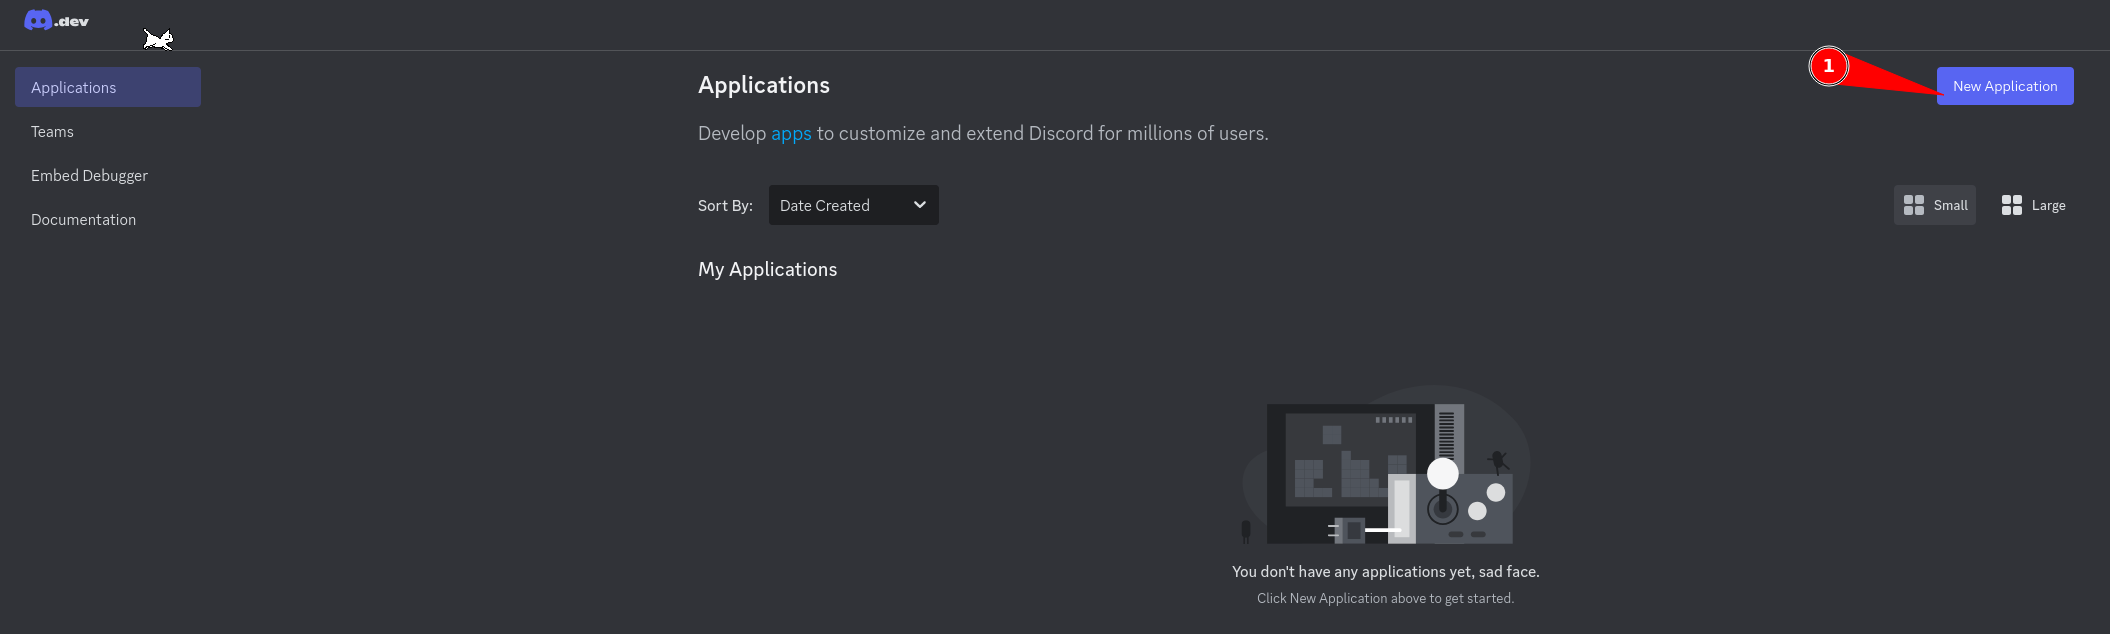 .dev
Applications
Teams
Embed Debugger
Documentation
Applications
1
New Application
Develop apps to customize and extend Discord for millions of users.
Sort By: Date Created
Small Large
My Applications
You don't have any applications yet, sad face.
Click New Application above to get started.